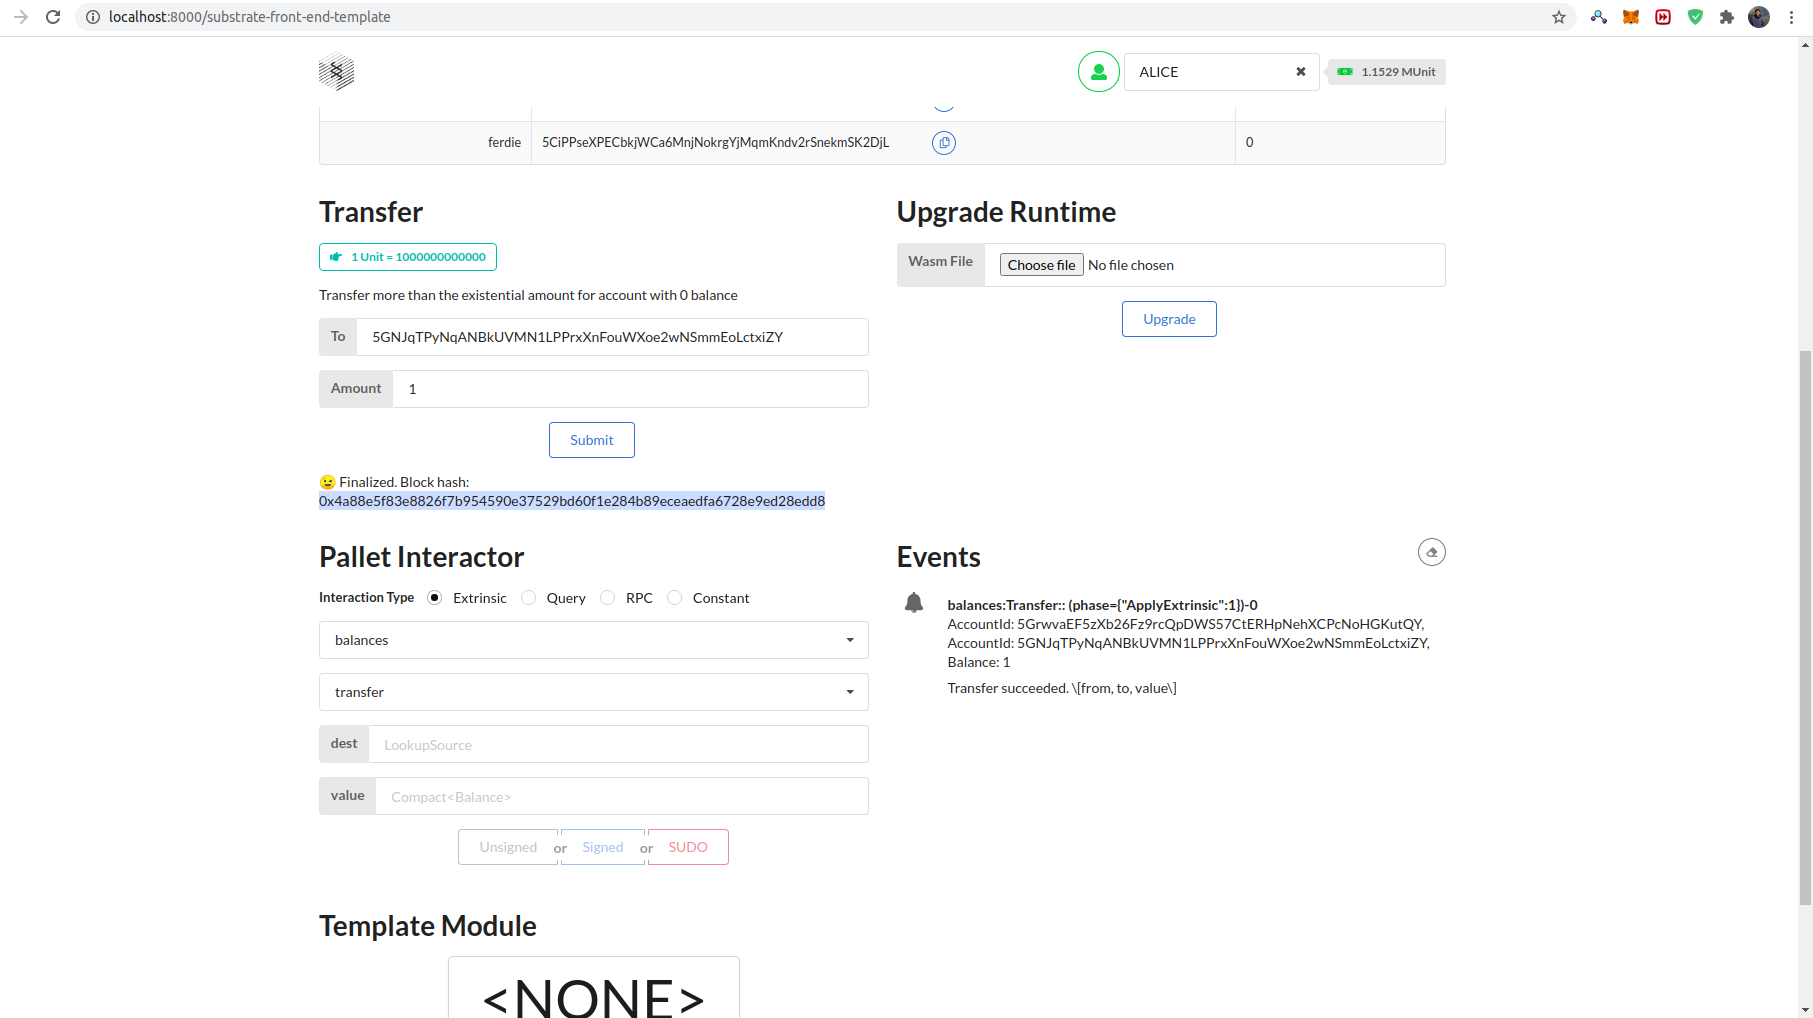 localhost:8000/substrate-front-end-template
ALICE
1.1529 MUnit
ferdie 5CiPPseXPECbkjWCa6MnjNokrgYjMqmKndv2rSnekmSK2DjL 0
Transfer
1 Unit = 1000000000000
Transfer more than the existential amount for account with 0 balance
To 5GNJqTPyNqANBkUVMN1LPPrxXnFouWXoe2wNSmmEoLctxiZY
Amount 1
Submit
😉 Finalized. Block hash:
0x4a88e5f83e8826f7b954590e37529bd60f1e284b89eceaedfa6728e9ed28edd8
Upgrade Runtime
Wasm File Choose file No file chosen
Upgrade
Pallet Interactor
Interaction Type Extrinsic Query RPC Constant
balances
transfer
dest LookupSource
value Compact<Balance>
Unsigned or Signed or SUDO
Events
balances:Transfer:: (phase={"ApplyExtrinsic":1})-0
AccountId: 5GrwvaEF5zXb26Fz9rcQpDWS57CtERHpNehXCPcNoHGKutQY,
AccountId: 5GNJqTPyNqANBkUVMN1LPPrxXnFouWXoe2wNSmmEoLctxiZY,
Balance: 1
Transfer succeeded. \[from, to, value\]
Template Module
<NONE>